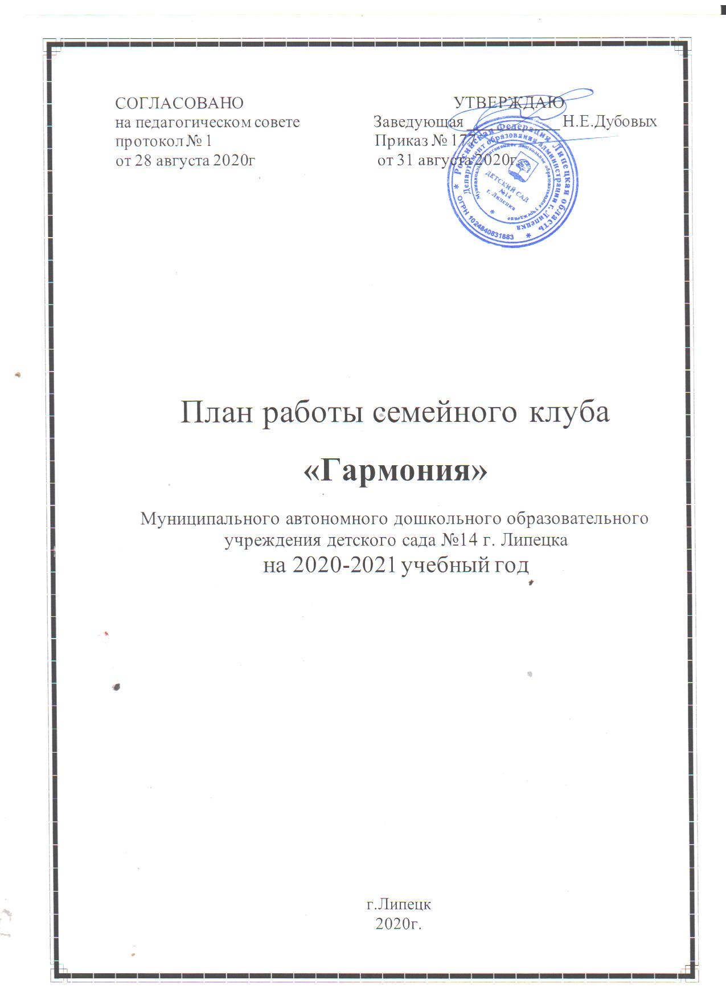 СОГЛАСОВАНО
на педагогическом совете
протокол № 1
от 28 августа 2020г
УТВЕРЖДАЮ
Заведующая ____________ Н.Е.Дубовых
Приказ № 177
от 31 августа 2020г.
Российская Федерация Липецкая область
Департамент образования администрации г. Липецка
Муниципальное автономное дошкольное образовательное учреждение
ДЕТСКИЙ САД
№14
г. Липецка
ОГРН 1024840831883
План работы семейного клуба
«Гармония»
Муниципального автономного дошкольного образовательного
учреждения детского сада №14 г. Липецка
на 2020-2021 учебный год
г.Липецк
2020г.